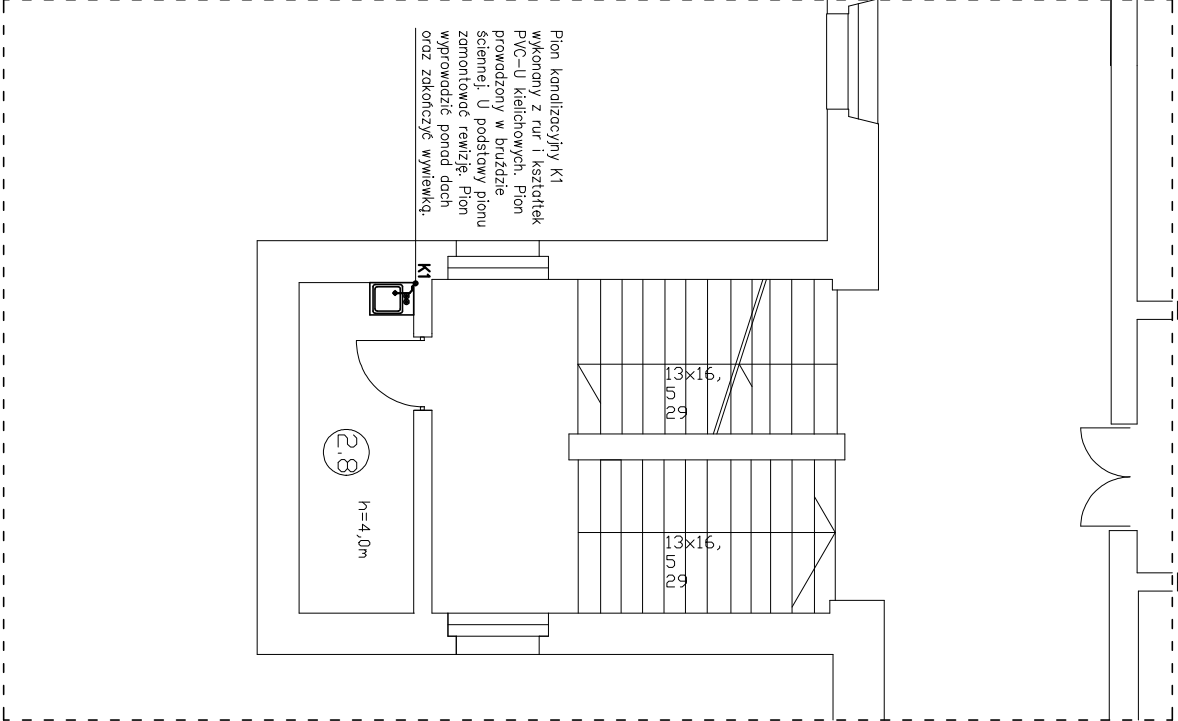 Pion kanalizacyjny K1
wykonany z rur i kształtek
PVC-U kielichowych. Pion
prowadzony w bruździe
ściennej. U podstawy pionu
zamontować rewizję. Pion
wyprowadzić ponad dach
oraz zakończyć wywiewką.
K1
13x16,
5
29
2.8
h=4,0m
13x16,
5
29